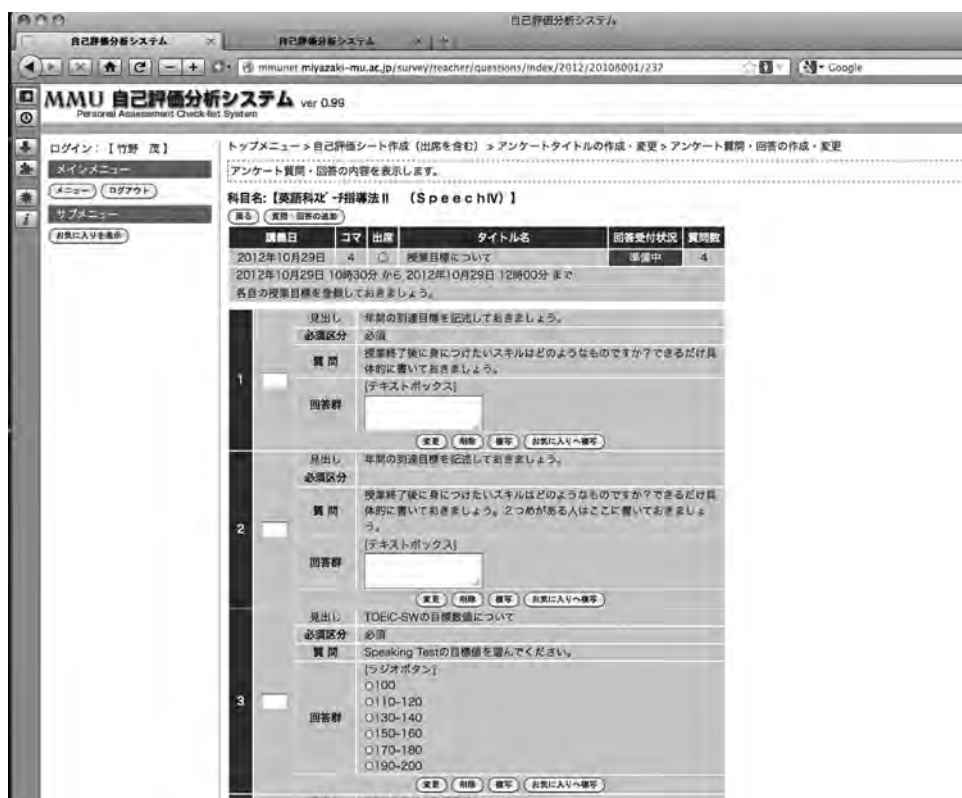 自己評価分析システム
自己評価分析システム
自己評価分析システム
mmunet.miyazaki-mu.ac.jp/survey/teacher/questions/index/2012/20108001/237
Google
MMU 自己評価分析システム ver 0.99
Personal Assessment Check-list System
ログイン:【竹野 茂】
メインメニュー
メニュー ログアウト
サブメニュー
お気に入りを表示
トップメニュー > 自己評価シート作成(出席を含む) > アンケートタイトルの作成・変更 > アンケート質問・回答の作成・変更
アンケート質問・回答の内容を表示します。
科目名:【英語科スピーチ指導法II (SpeechIV)】
戻る 質問・回答の追加
講義日 コマ 出席 タイトル名 回答受付状況 質問数
2012年10月29日 4 ○ 授業目標について 準備中 4
2012年10月29日 10時30分 から 2012年10月29日 12時00分 まで
各自の授業目標を登録しておきましょう。
1
見出し 年間の到達目標を記述しておきましょう。
必須区分 必須
質問 授業終了後に身につけたいスキルはどのようなものですか?できるだけ具
体的に書いておきましょう。
回答群 [テキストボックス]
変更 削除 複写 お気に入りへ複写
2
見出し 年間の到達目標を記述しておきましょう。
必須区分
質問 授業終了後に身につけたいスキルはどのようなものですか?できるだけ具
体的に書いておきましょう。2つめがある人はここに書いておきましょ
う。
回答群 [テキストボックス]
変更 削除 複写 お気に入りへ複写
3
見出し TOEIC-SWの目標数値について
必須区分 必須
質問 Speaking Testの目標値を選んでください。
回答群 [ラジオボタン]
○100
○110-120
○130-140
○150-160
○170-180
○190-200
変更 削除 複写 お気に入りへ複写